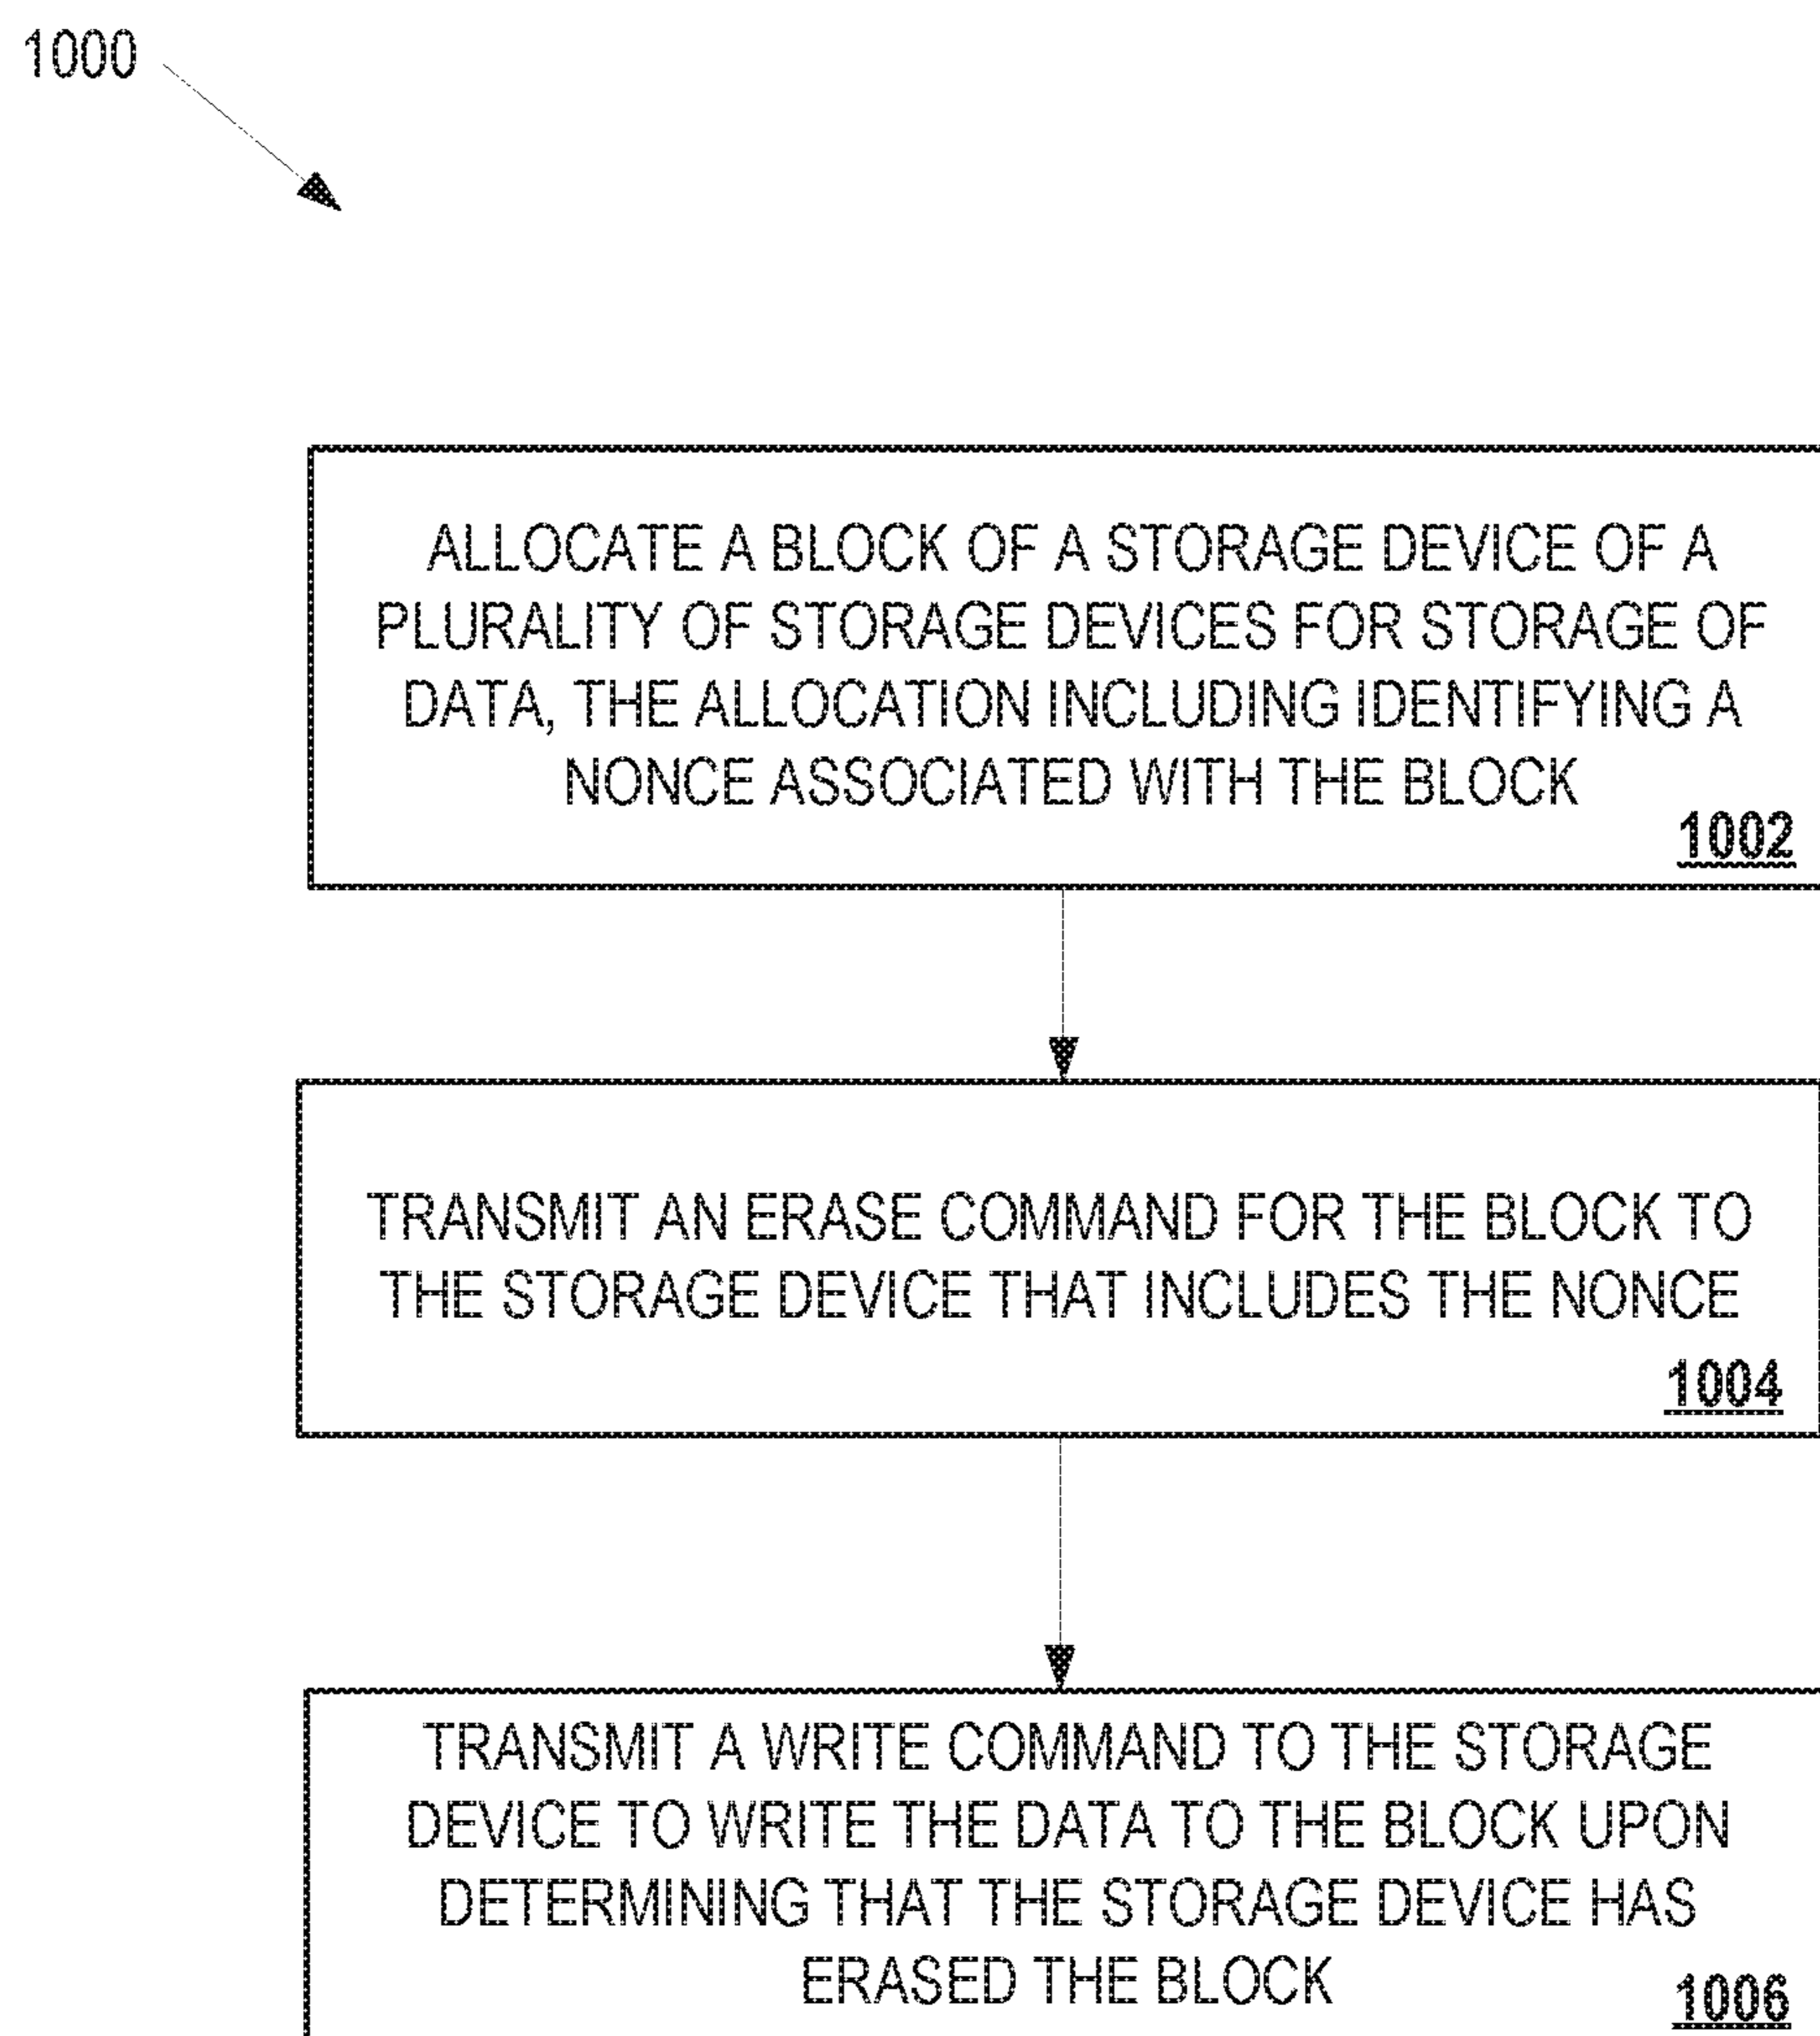 1000
ALLOCATE A BLOCK OF A STORAGE DEVICE OF A
PLURALITY OF STORAGE DEVICES FOR STORAGE OF
DATA, THE ALLOCATION INCLUDING IDENTIFYING A
NONCE ASSOCIATED WITH THE BLOCK
1002
TRANSMIT AN ERASE COMMAND FOR THE BLOCK TO
THE STORAGE DEVICE THAT INCLUDES THE NONCE
1004
TRANSMIT A WRITE COMMAND TO THE STORAGE
DEVICE TO WRITE THE DATA TO THE BLOCK UPON
DETERMINING THAT THE STORAGE DEVICE HAS
ERASED THE BLOCK
1006